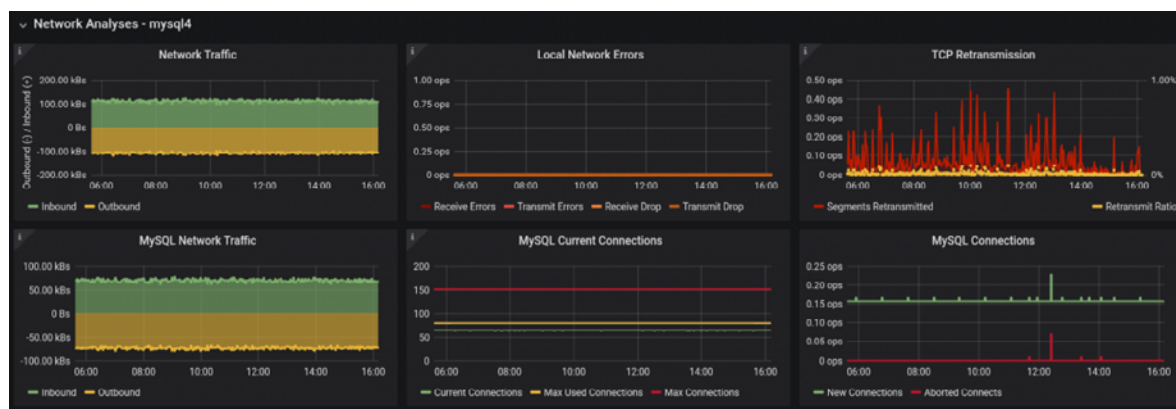 Network Analyses - mysql4
Network Traffic
Outbound (-) / Inbound (+)
200.00 kBs
100.00 kBs
0 Bs
-100.00 kBs
-200.00 kBs
06:00 08:00 10:00 12:00 14:00 16:00
Inbound Outbound
Local Network Errors
1.00 ops
0.75 ops
0.50 ops
0.25 ops
0 ops
06:00 08:00 10:00 12:00 14:00 16:00
Receive Errors Transmit Errors Receive Drop Transmit Drop
TCP Retransmission
0.50 ops 1.00%
0.40 ops
0.30 ops
0.20 ops
0.10 ops
0 ops 0%
06:00 08:00 10:00 12:00 14:00 16:00
Segments Retransmitted Retransmit Ratio
MySQL Network Traffic
100.00 kBs
50.00 kBs
0 Bs
-50.00 kBs
-100.00 kBs
06:00 08:00 10:00 12:00 14:00 16:00
Inbound Outbound
MySQL Current Connections
200
150
100
50
0
06:00 08:00 10:00 12:00 14:00 16:00
Current Connections Max Used Connections Max Connections
MySQL Connections
0.25 ops
0.20 ops
0.15 ops
0.10 ops
0.05 ops
0 ops
06:00 08:00 10:00 12:00 14:00 16:00
New Connections Aborted Connects